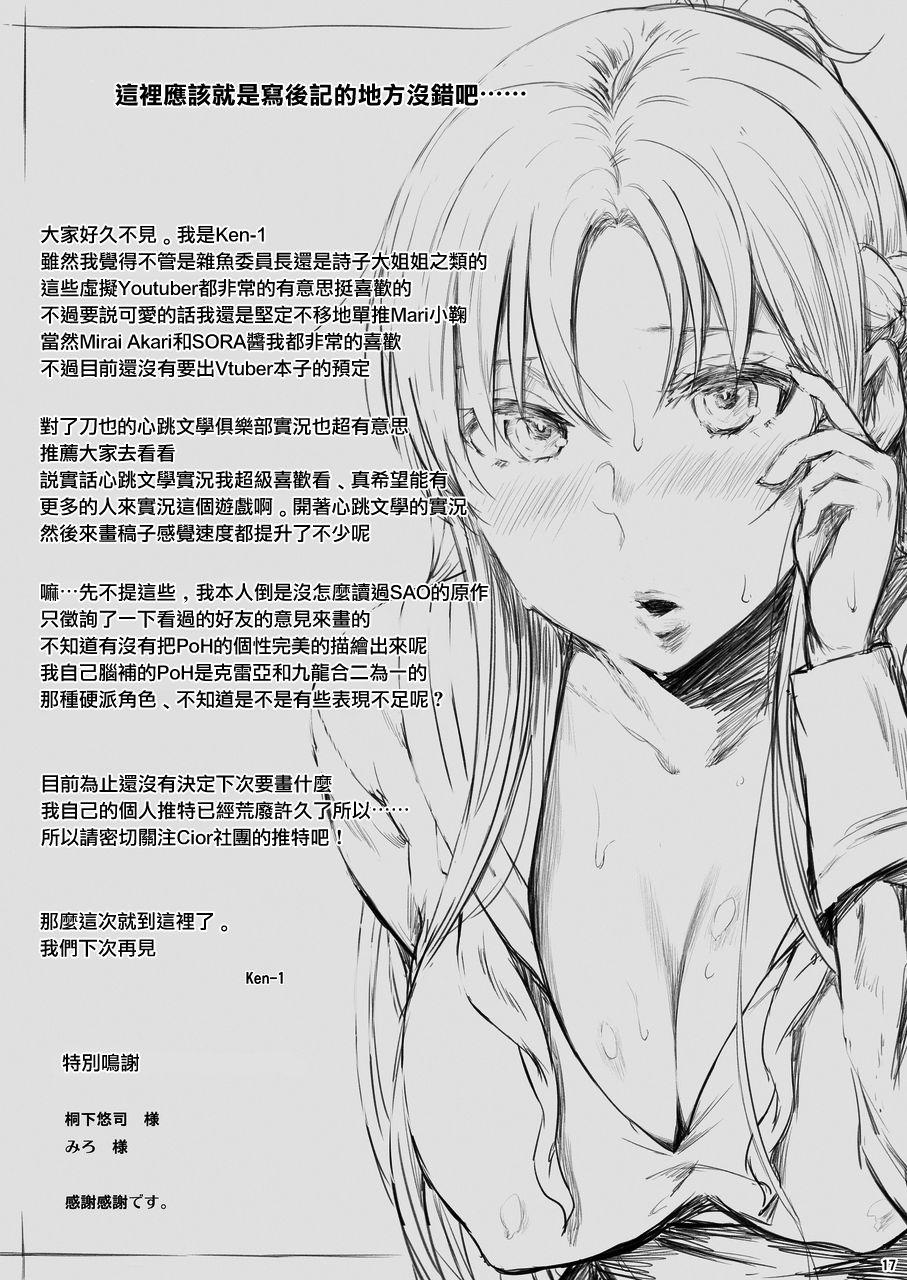 這裡應該就是寫後記的地方沒錯吧……
大家好久不見。我是Ken-1
雖然我覺得不管是雜魚委員長還是詩子大姐姐之類的
這些虛擬Youtuber都非常的有意思挺喜歡的
不過要説可愛的話我還是堅定不移地單推Mari小鞠
當然Mirai Akari和SORA醬我都非常的喜歡
不過目前還沒有要出Vtuber本子的預定
對了刀也的心跳文學俱樂部實況也超有意思
推薦大家去看看
説實話心跳文學實況我超級喜歡看、真希望能有
更多的人來實況這個遊戲啊。開著心跳文學的實況
然後來畫稿子感覺速度都提升了不少呢
嘛…先不提這些，我本人倒是沒怎麼讀過SAO的原作
只徵詢了一下看過的好友的意見來畫的
不知道有沒有把PoH的個性完美的描繪出來呢
我自己腦補的PoH是克雷亞和九龍合二為一的
那種硬派角色、不知道是不是有些表現不足呢？
目前為止還沒有決定下次要畫什麼
我自己的個人推特已經荒廢許久了所以……
所以請密切關注Cior社團的推特吧！
那麼這次就到這裡了。
我們下次再見
Ken-1
特別鳴謝
桐下悠司　様
みろ　様
感謝感謝です。
17